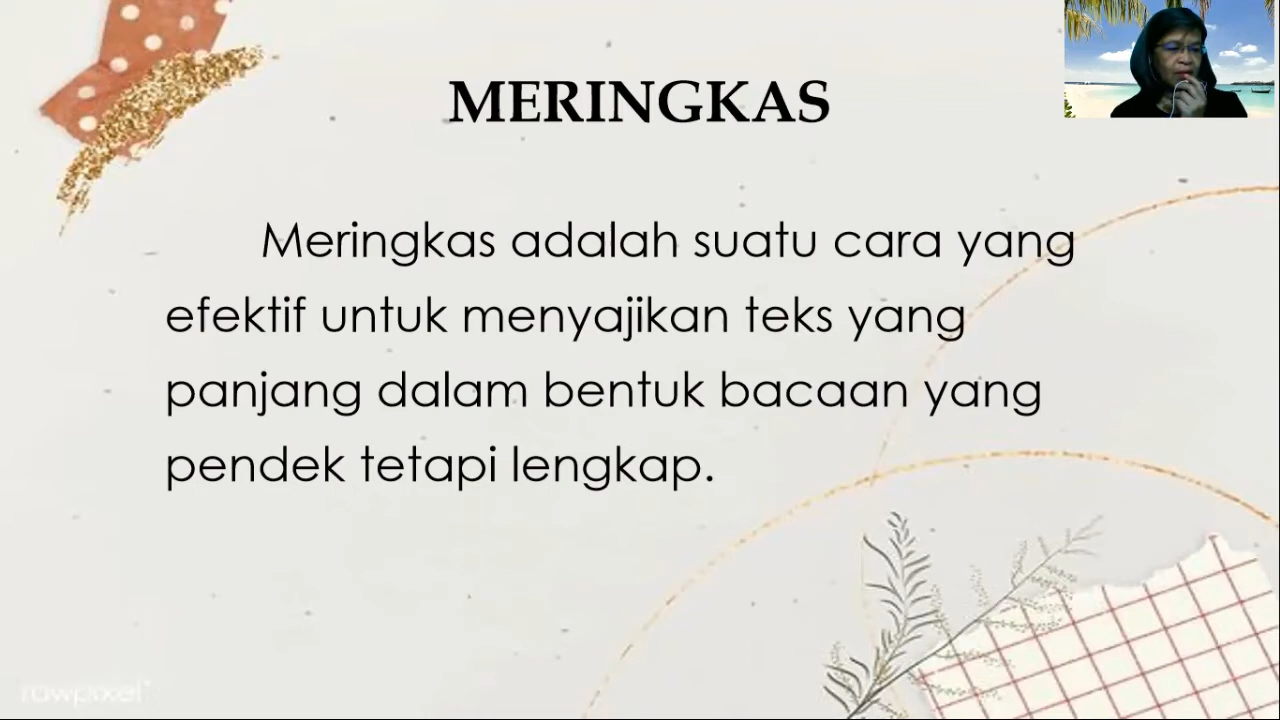 MERINGKAS
Meringkas adalah suatu cara yang
efektif untuk menyajikan teks yang
panjang dalam bentuk bacaan yang
pendek tetapi lengkap.
rawpixel